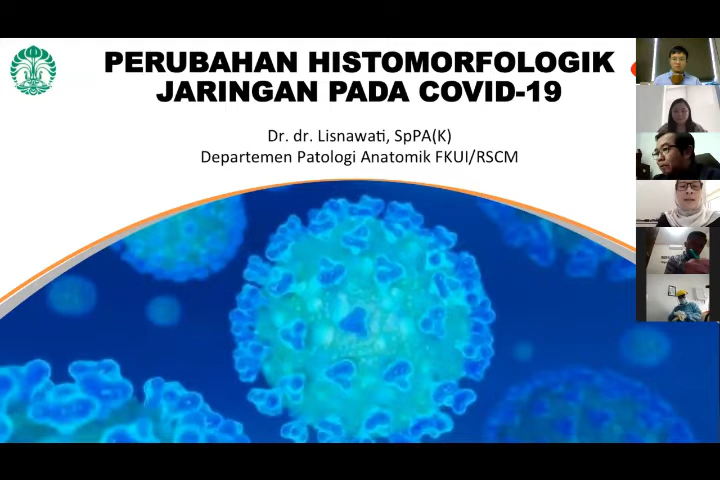 PERUBAHAN HISTOMORFOLOGIK
JARINGAN PADA COVID-19
Dr. dr. Lisnawati, SpPA(K)
Departemen Patologi Anatomik FKUI/RSCM